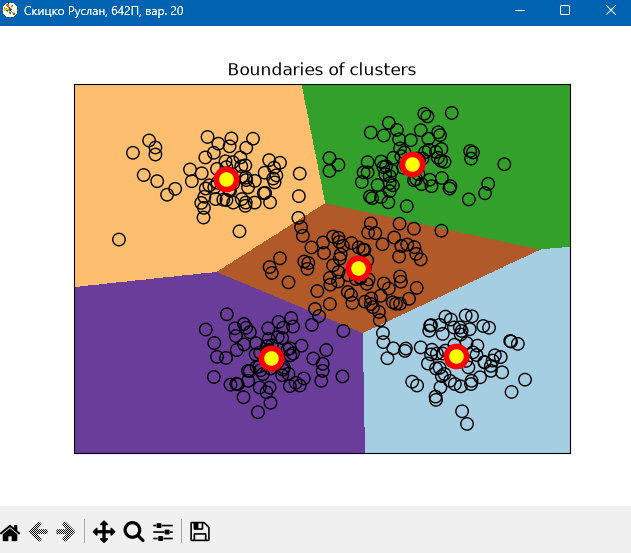 Скицко Руслан, 642П, вар. 20
Boundaries of clusters